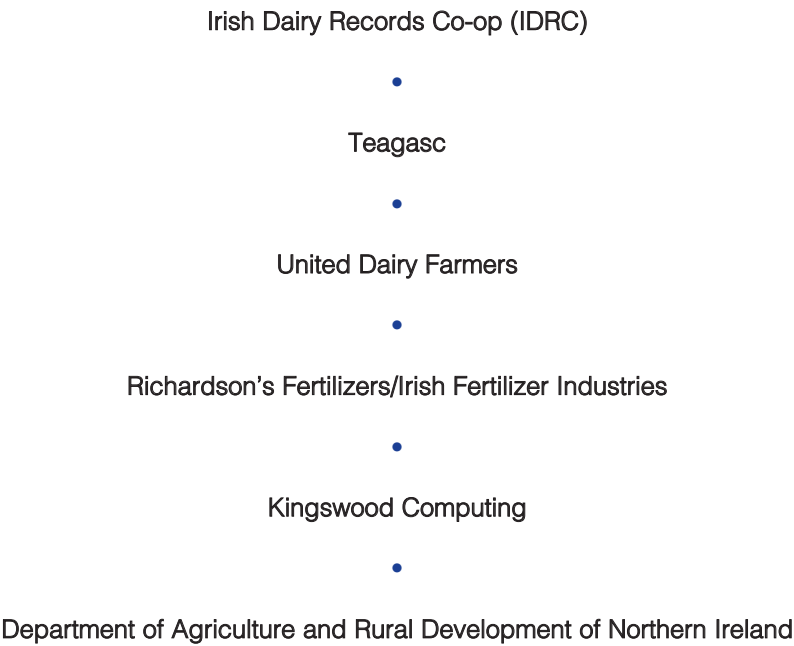 Irish Dairy Records Co-op (IDRC)
•
Teagasc
•
United Dairy Farmers
•
Richardson’s Fertilizers/Irish Fertilizer Industries
•
Kingswood Computing
•
Department of Agriculture and Rural Development of Northern Ireland